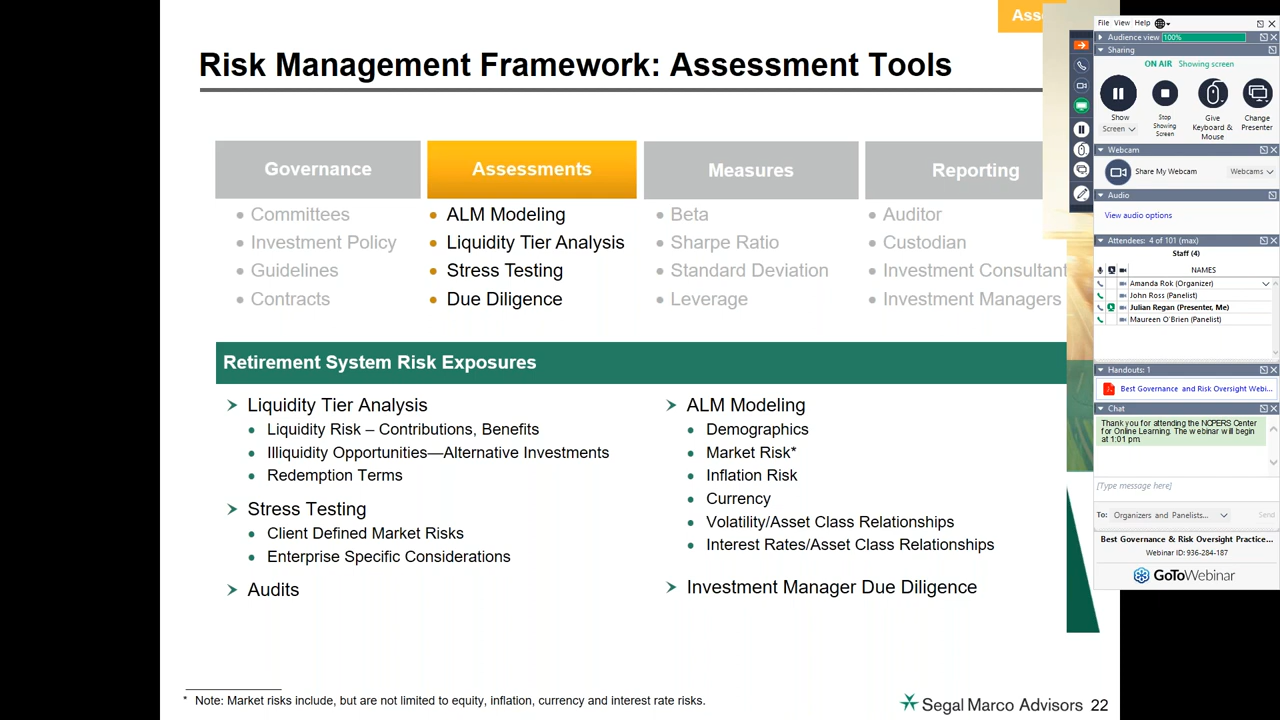 Asse
Risk Management Framework: Assessment Tools
Governance
Committees
Investment Policy
Guidelines
Contracts
Assessments
ALM Modeling
Liquidity Tier Analysis
Stress Testing
Due Diligence
Measures
Beta
Sharpe Ratio
Standard Deviation
Leverage
Reporting
Auditor
Custodian
Investment Consultant
Investment Managers
Retirement System Risk Exposures
Liquidity Tier Analysis
Liquidity Risk – Contributions, Benefits
Illiquidity Opportunities—Alternative Investments
Redemption Terms
Stress Testing
Client Defined Market Risks
Enterprise Specific Considerations
Audits
ALM Modeling
Demographics
Market Risk*
Inflation Risk
Currency
Volatility/Asset Class Relationships
Interest Rates/Asset Class Relationships
Investment Manager Due Diligence
* Note: Market risks include, but are not limited to equity, inflation, currency and interest rate risks.
Segal Marco Advisors 22
File View Help
Audience view 100%
Sharing
ON AIR Showing screen
Show
Screen
Stop
Showing
Screen
Give
Keyboard &
Mouse
Change
Presenter
Webcam
Share My Webcam
Webcams
Audio
View audio options
Attendees: 4 of 101 (max)
Staff (4)
NAMES
Amanda Rok (Organizer)
John Ross (Panelist)
Julian Regan (Presenter, Me)
Maureen O'Brien (Panelist)
Handouts: 1
Best Governance and Risk Oversight Webi...
Chat
Thank you for attending the NCPERS Center
for Online Learning. The webinar will begin
at 1:01 pm.
[Type message here]
To: Organizers and Panelists... Send
Best Governance & Risk Oversight Practice...
Webinar ID: 936-284-187
GoToWebinar